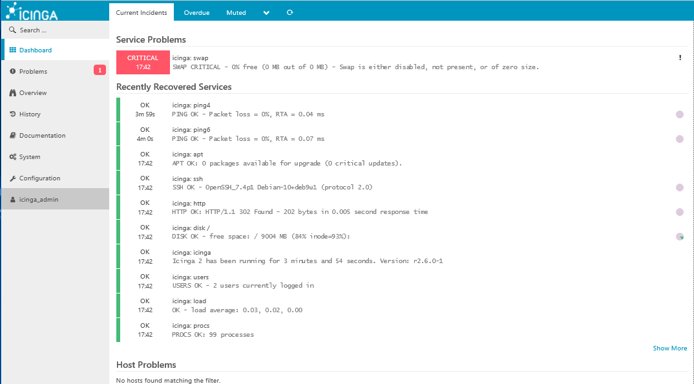 ICINGA
Current Incidents Overdue Muted
Search ...
Dashboard
Problems 1
Overview
History
Documentation
System
Configuration
icinga_admin
Service Problems
CRITICAL icinga: swap !
17:42 SWAP CRITICAL - 0% free (0 MB out of 0 MB) - Swap is either disabled, not present, or of zero size.
Recently Recovered Services
OK icinga: ping4
3m 59s PING OK - Packet loss = 0%, RTA = 0.04 ms
OK icinga: ping6
4m 0s PING OK - Packet loss = 0%, RTA = 0.07 ms
OK icinga: apt
17:42 APT OK: 0 packages available for upgrade (0 critical updates).
OK icinga: ssh
17:42 SSH OK - OpenSSH_7.4p1 Debian-10+deb9u1 (protocol 2.0)
OK icinga: http
17:42 HTTP OK: HTTP/1.1 302 Found - 202 bytes in 0.005 second response time
OK icinga: disk /
17:42 DISK OK - free space: / 9004 MB (84% inode=93%):
OK icinga: icinga
17:42 Icinga 2 has been running for 3 minutes and 54 seconds. Version: r2.6.0-1
OK icinga: users
17:42 USERS OK - 2 users currently logged in
OK icinga: load
17:42 OK - load average: 0.03, 0.02, 0.00
OK icinga: procs
17:42 PROCS OK: 99 processes
Show More
Host Problems
No hosts found matching the filter.